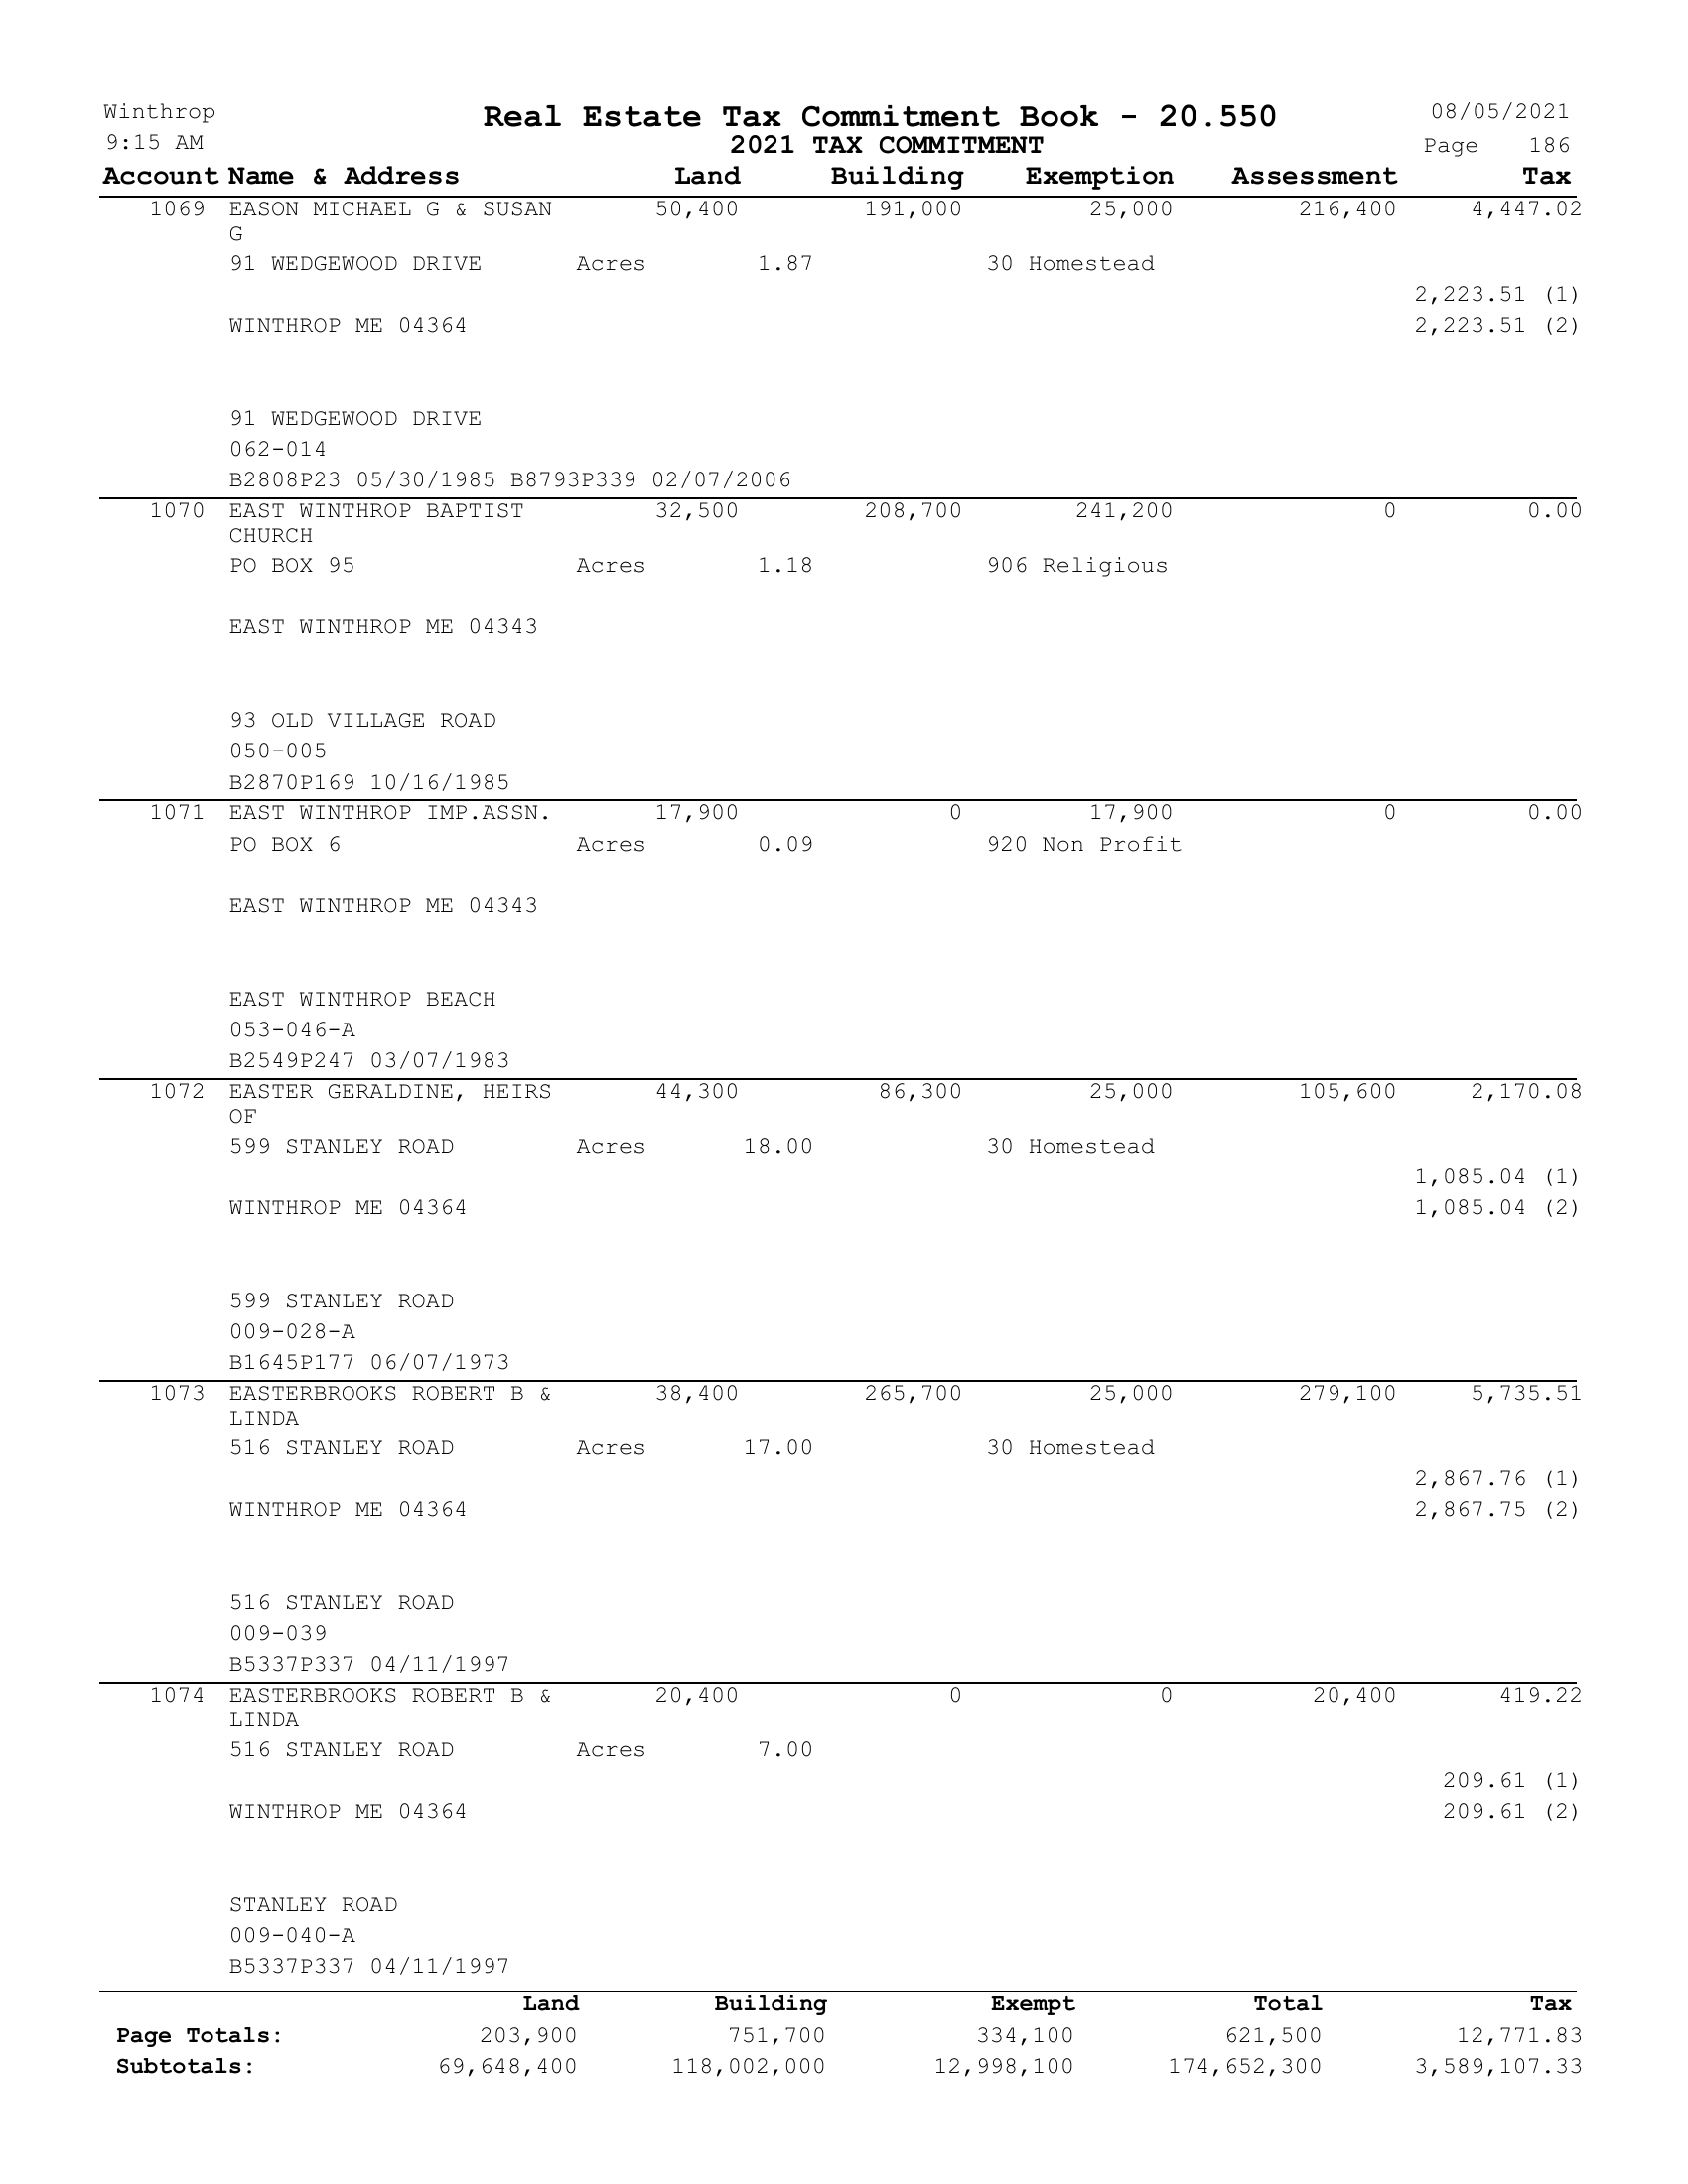 Winthrop Real Estate Tax Commitment Book - 20.550 08/05/2021
9:15 AM 2021 TAX COMMITMENT Page 186
Account Name & Address Land Building Exemption Assessment Tax
1069 EASON MICHAEL G & SUSAN 50,400 191,000 25,000 216,400 4,447.02
G
91 WEDGEWOOD DRIVE Acres 1.87 30 Homestead
2,223.51 (1)
WINTHROP ME 04364 2,223.51 (2)
91 WEDGEWOOD DRIVE
062-014
B2808P23 05/30/1985 B8793P339 02/07/2006
1070 EAST WINTHROP BAPTIST 32,500 208,700 241,200 0 0.00
CHURCH
PO BOX 95 Acres 1.18 906 Religious
EAST WINTHROP ME 04343
93 OLD VILLAGE ROAD
050-005
B2870P169 10/16/1985
1071 EAST WINTHROP IMP.ASSN. 17,900 0 17,900 0 0.00
PO BOX 6 Acres 0.09 920 Non Profit
EAST WINTHROP ME 04343
EAST WINTHROP BEACH
053-046-A
B2549P247 03/07/1983
1072 EASTER GERALDINE, HEIRS 44,300 86,300 25,000 105,600 2,170.08
OF
599 STANLEY ROAD Acres 18.00 30 Homestead
1,085.04 (1)
WINTHROP ME 04364 1,085.04 (2)
599 STANLEY ROAD
009-028-A
B1645P177 06/07/1973
1073 EASTERBROOKS ROBERT B & 38,400 265,700 25,000 279,100 5,735.51
LINDA
516 STANLEY ROAD Acres 17.00 30 Homestead
2,867.76 (1)
WINTHROP ME 04364 2,867.75 (2)
516 STANLEY ROAD
009-039
B5337P337 04/11/1997
1074 EASTERBROOKS ROBERT B & 20,400 0 0 20,400 419.22
LINDA
516 STANLEY ROAD Acres 7.00
209.61 (1)
WINTHROP ME 04364 209.61 (2)
STANLEY ROAD
009-040-A
B5337P337 04/11/1997
Land Building Exempt Total Tax
Page Totals: 203,900 751,700 334,100 621,500 12,771.83
Subtotals: 69,648,400 118,002,000 12,998,100 174,652,300 3,589,107.33